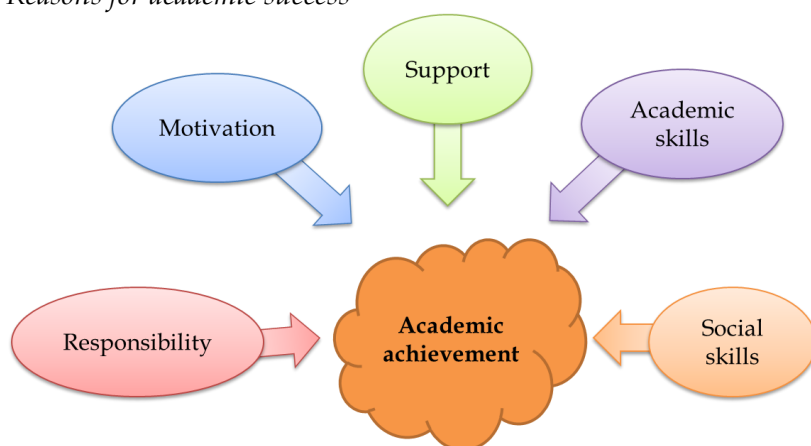 Reasons for academic success
Support
Motivation
Academic
skills
Responsibility
Academic
achievement
Social
skills